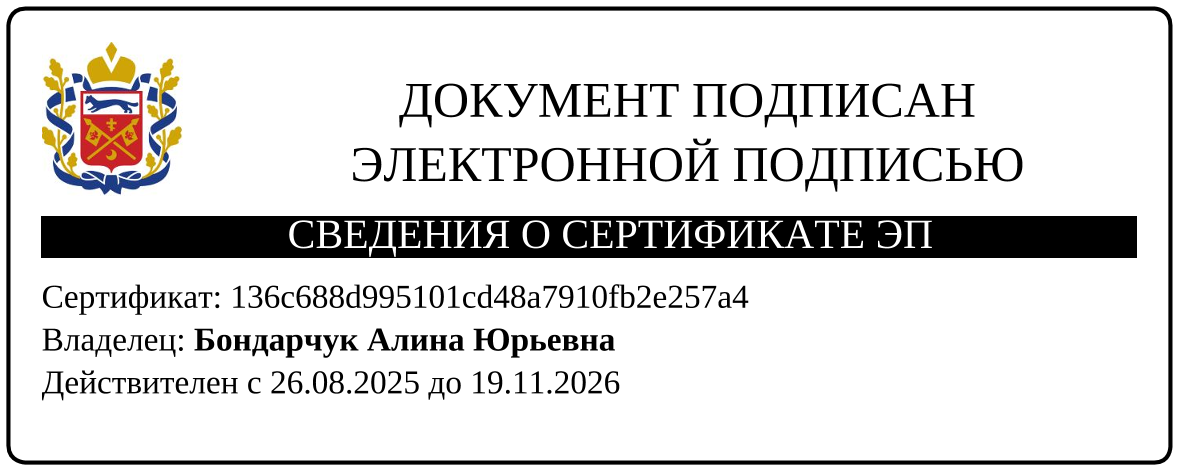 ДОКУМЕНТ ПОДПИСАН
ЭЛЕКТРОННОЙ ПОДПИСЬЮ
СВЕДЕНИЯ О СЕРТИФИКАТЕ ЭП
Сертификат: 136c688d995101cd48a7910fb2e257a4
Владелец: Бондарчук Алина Юрьевна
Действителен с 26.08.2025 до 19.11.2026